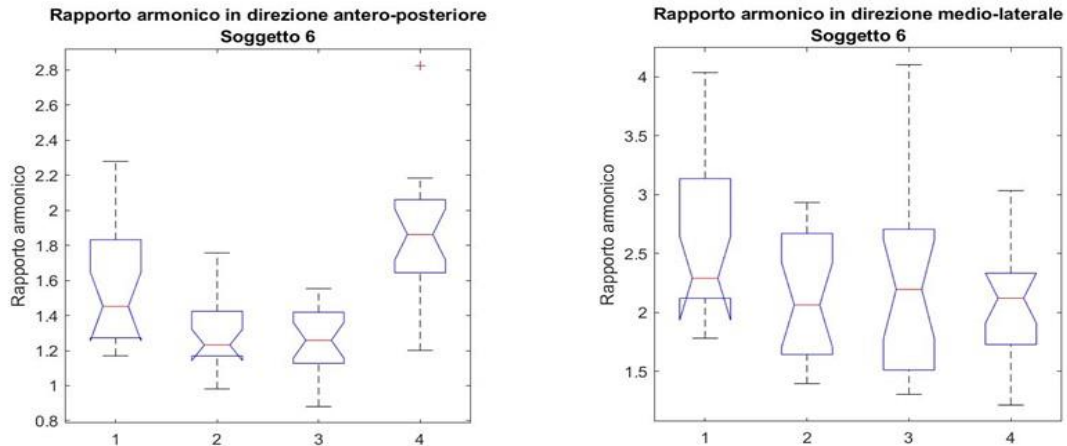 Rapporto armonico in direzione antero-posteriore
Soggetto 6
Rapporto armonico
2.8
2.6
2.4
2.2
2
1.8
1.6
1.4
1.2
1
0.8
1 2 3 4
Rapporto armonico in direzione medio-laterale
Soggetto 6
Rapporto armonico
4
3.5
3
2.5
2
1.5
1 2 3 4